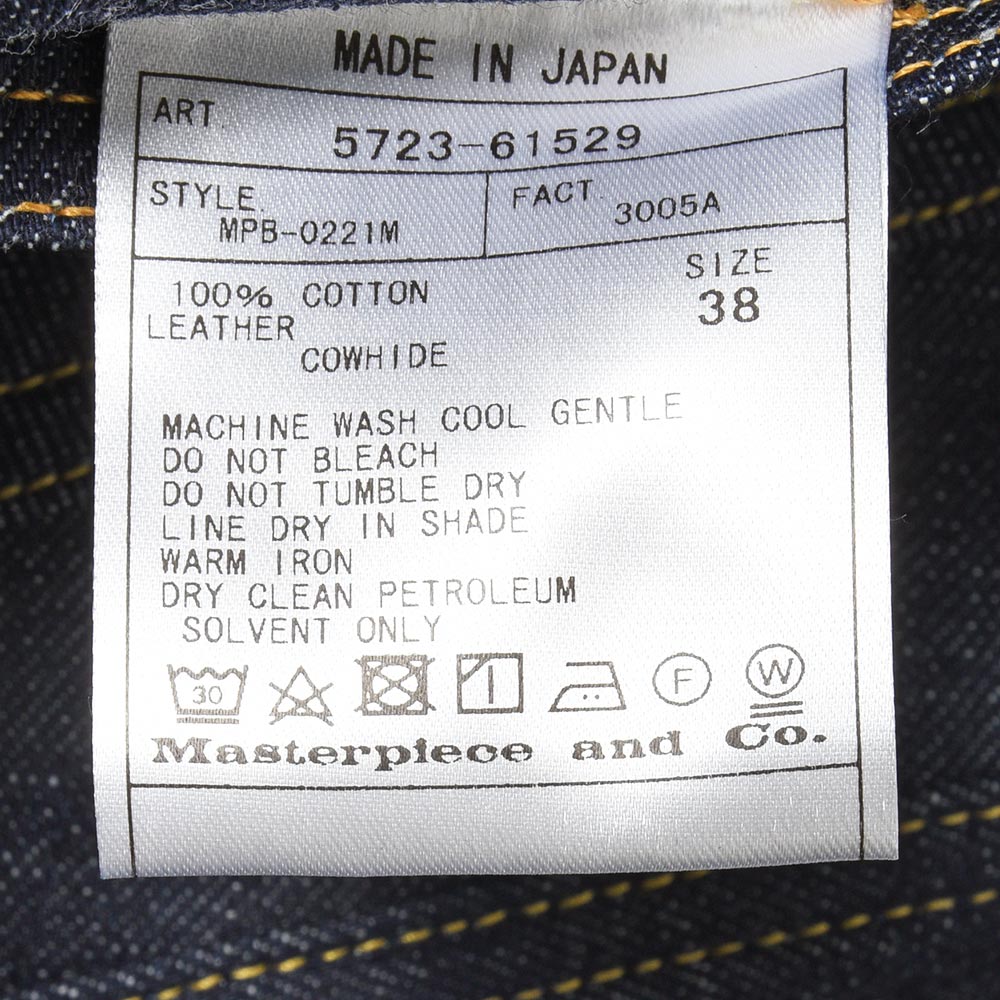 MADE IN JAPAN
ART. 5723-61529
STYLE MPB-0221M
FACT. 3005A
SIZE
38
100% COTTON
LEATHER
COWHIDE
MACHINE WASH COOL GENTLE
DO NOT BLEACH
DO NOT TUMBLE DRY
LINE DRY IN SHADE
WARM IRON
DRY CLEAN PETROLEUM
SOLVENT ONLY
30 F W
Masterpiece and Co.